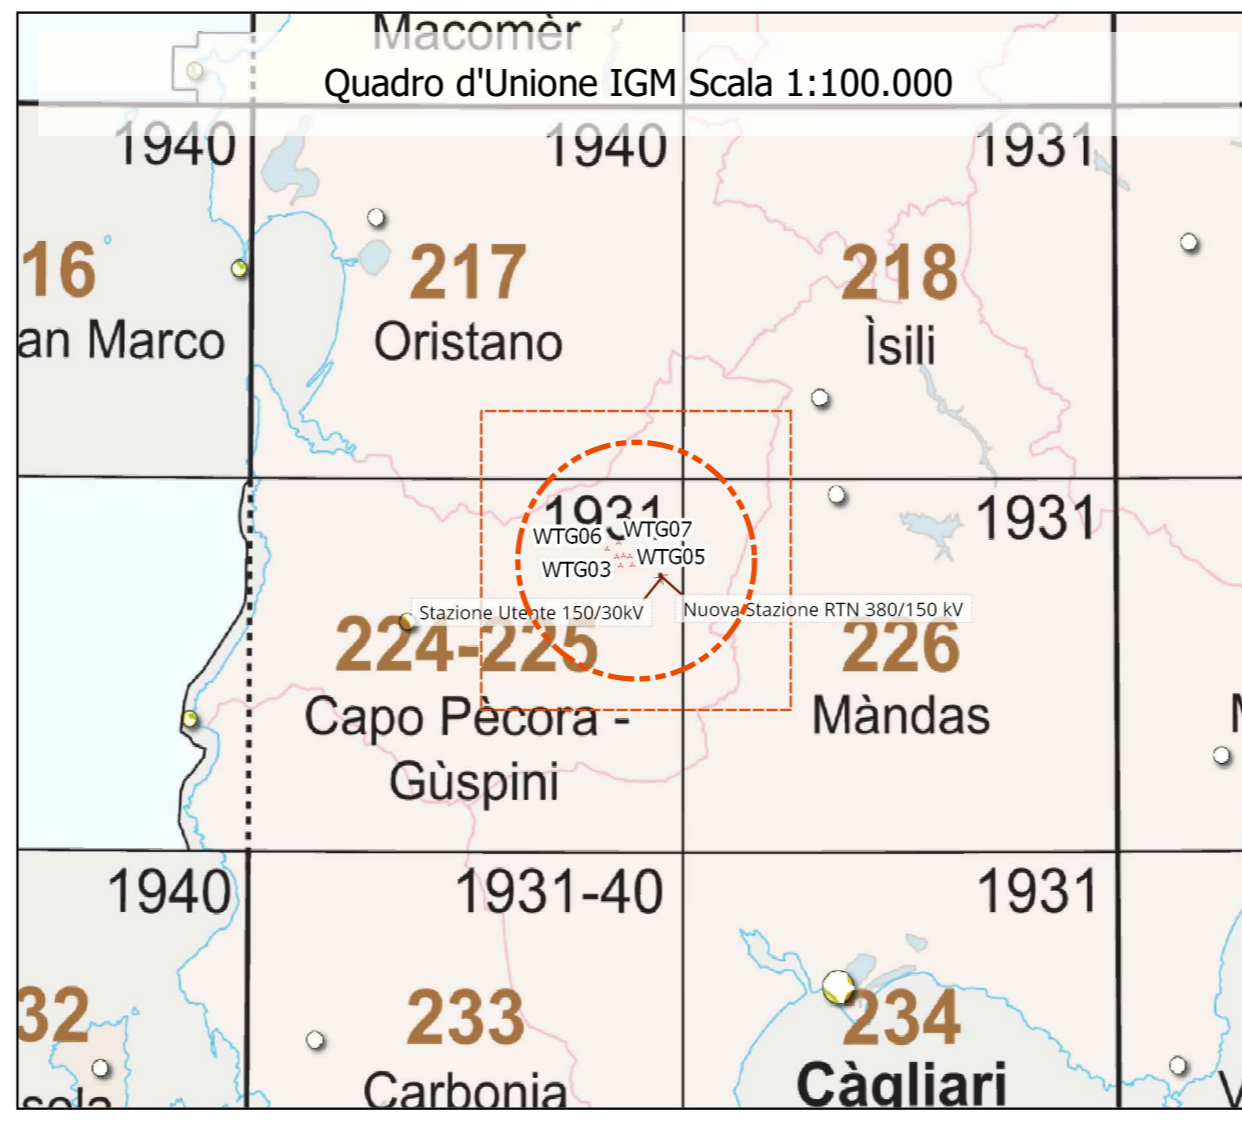 Macomèr
Quadro d'Unione IGM Scala 1:100.000
1940
1940
1931
16
an Marco
217
Oristano
218
Ìsili
1931
1931
WTG06
WTG07
WTG03
WTG05
Stazione Utente 150/30kV
Nuova Stazione RTN 380/150 kV
224-225
Capo Pècora -
Gùspini
226
Màndas
1940
1931-40
1931
32
sola
233
Carbonia
234
Càgliari